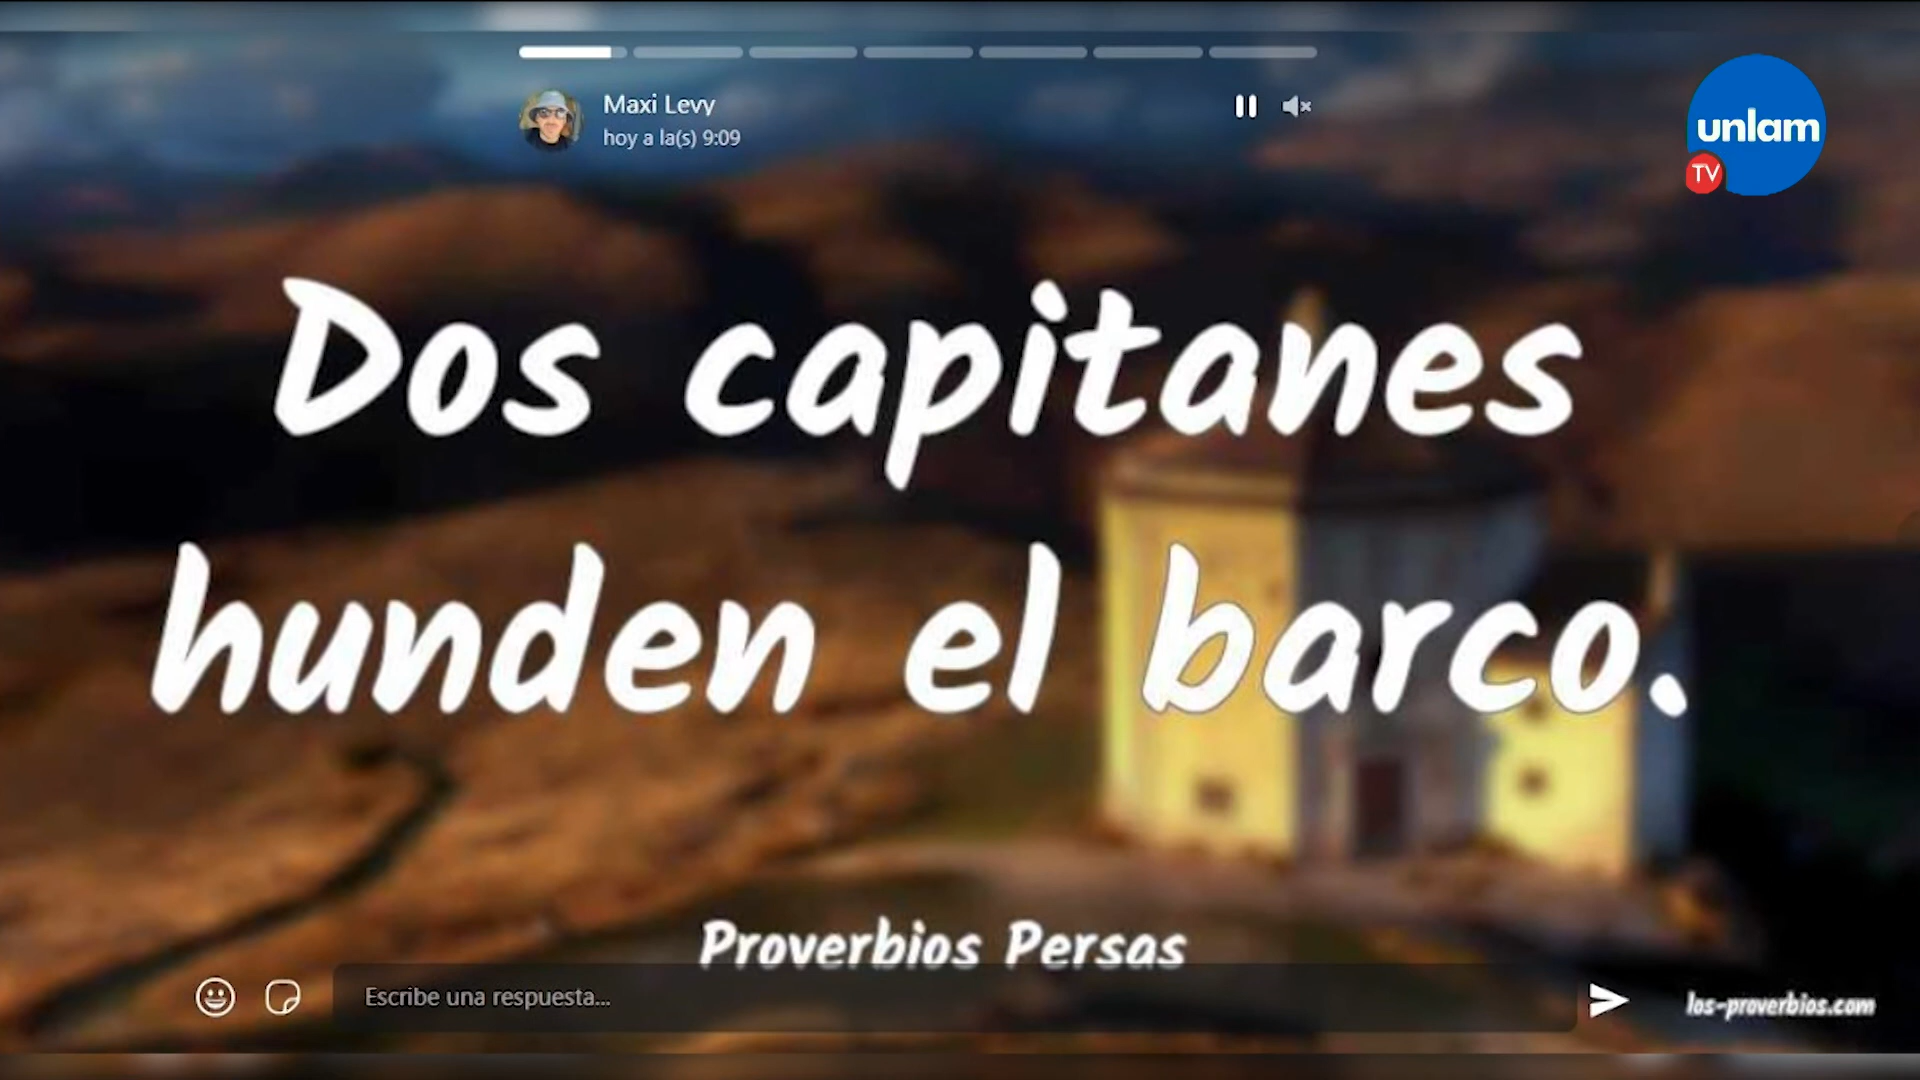 Maxi Levy
hoy a la(s) 9:09
unlam
TV
Dos capitanes
hunden el barco.
Proverbios Persas
Escribe una respuesta...
los-proverbios.com